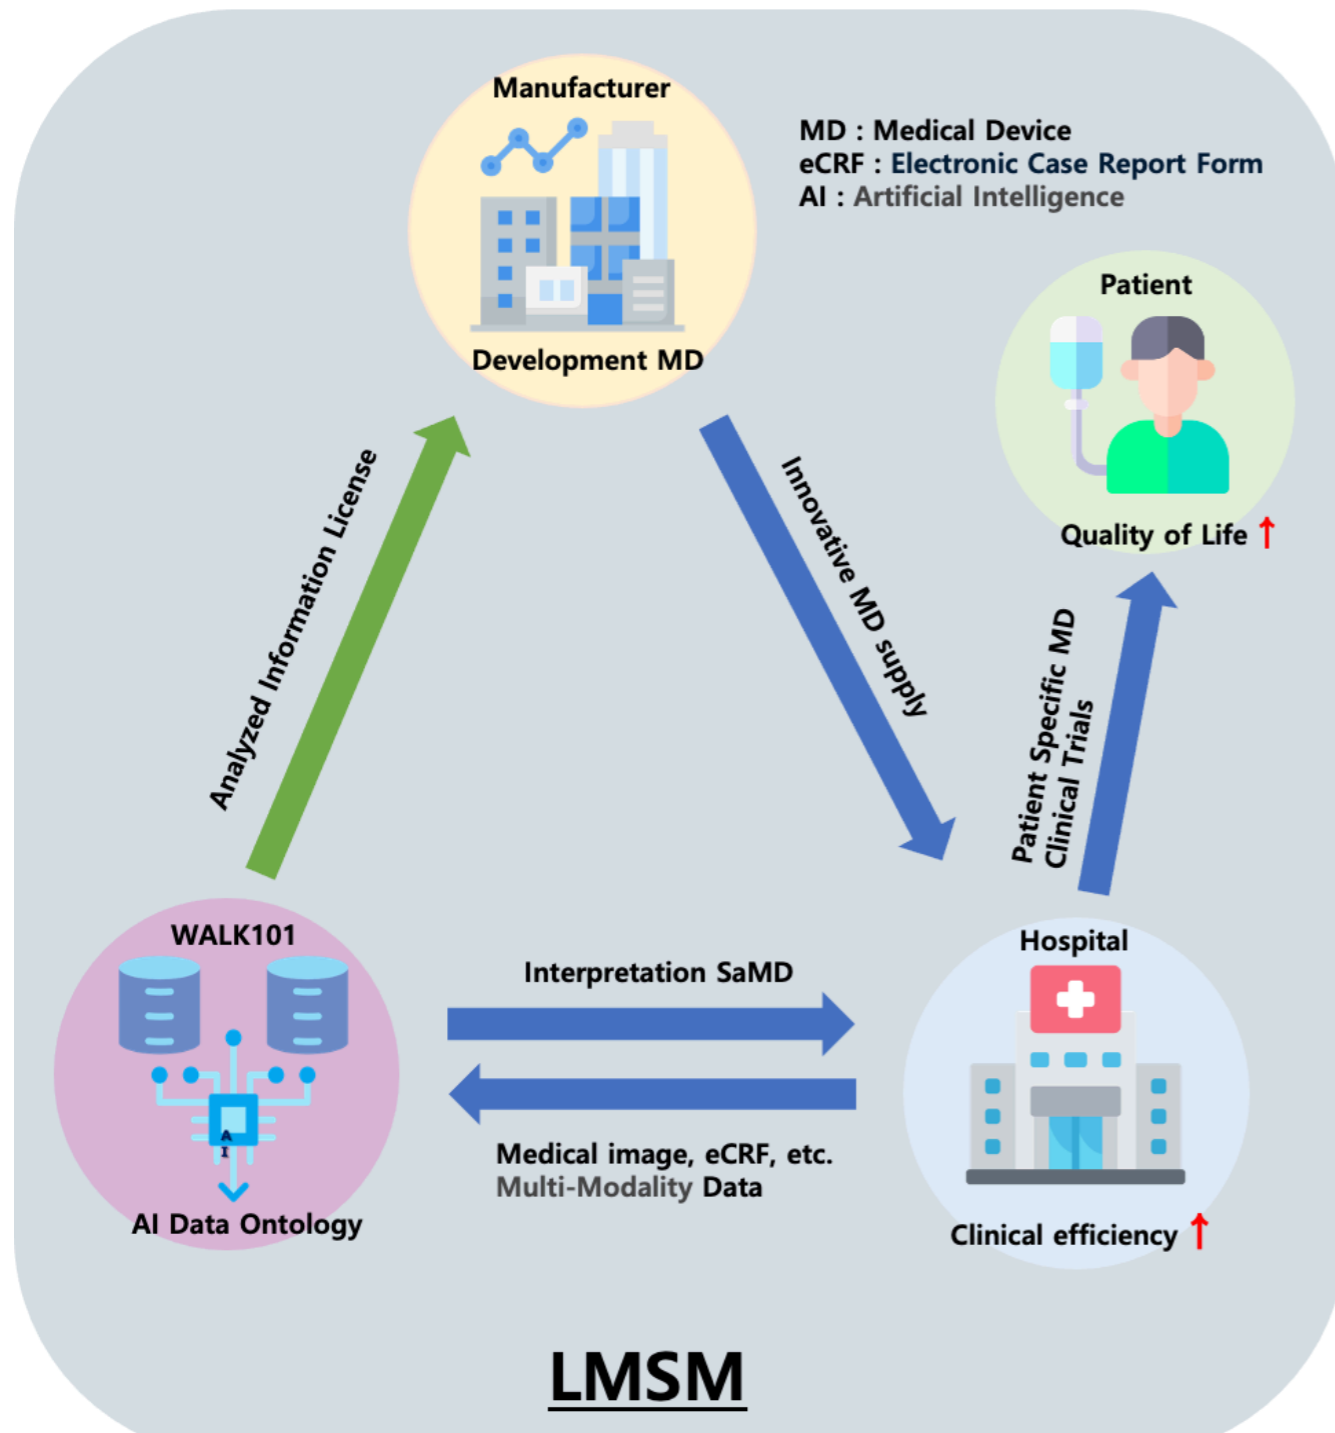 Manufacturer
Development MD
MD : Medical Device
eCRF : Electronic Case Report Form
AI : Artificial Intelligence
Patient
Quality of Life ↑
Analyzed Information License
Innovative MD supply
Patient Specific MD
Clinical Trials
WALK101
AI
AI Data Ontology
Interpretation SaMD
Medical image, eCRF, etc.
Multi-Modality Data
Hospital
Clinical efficiency ↑
LMSM